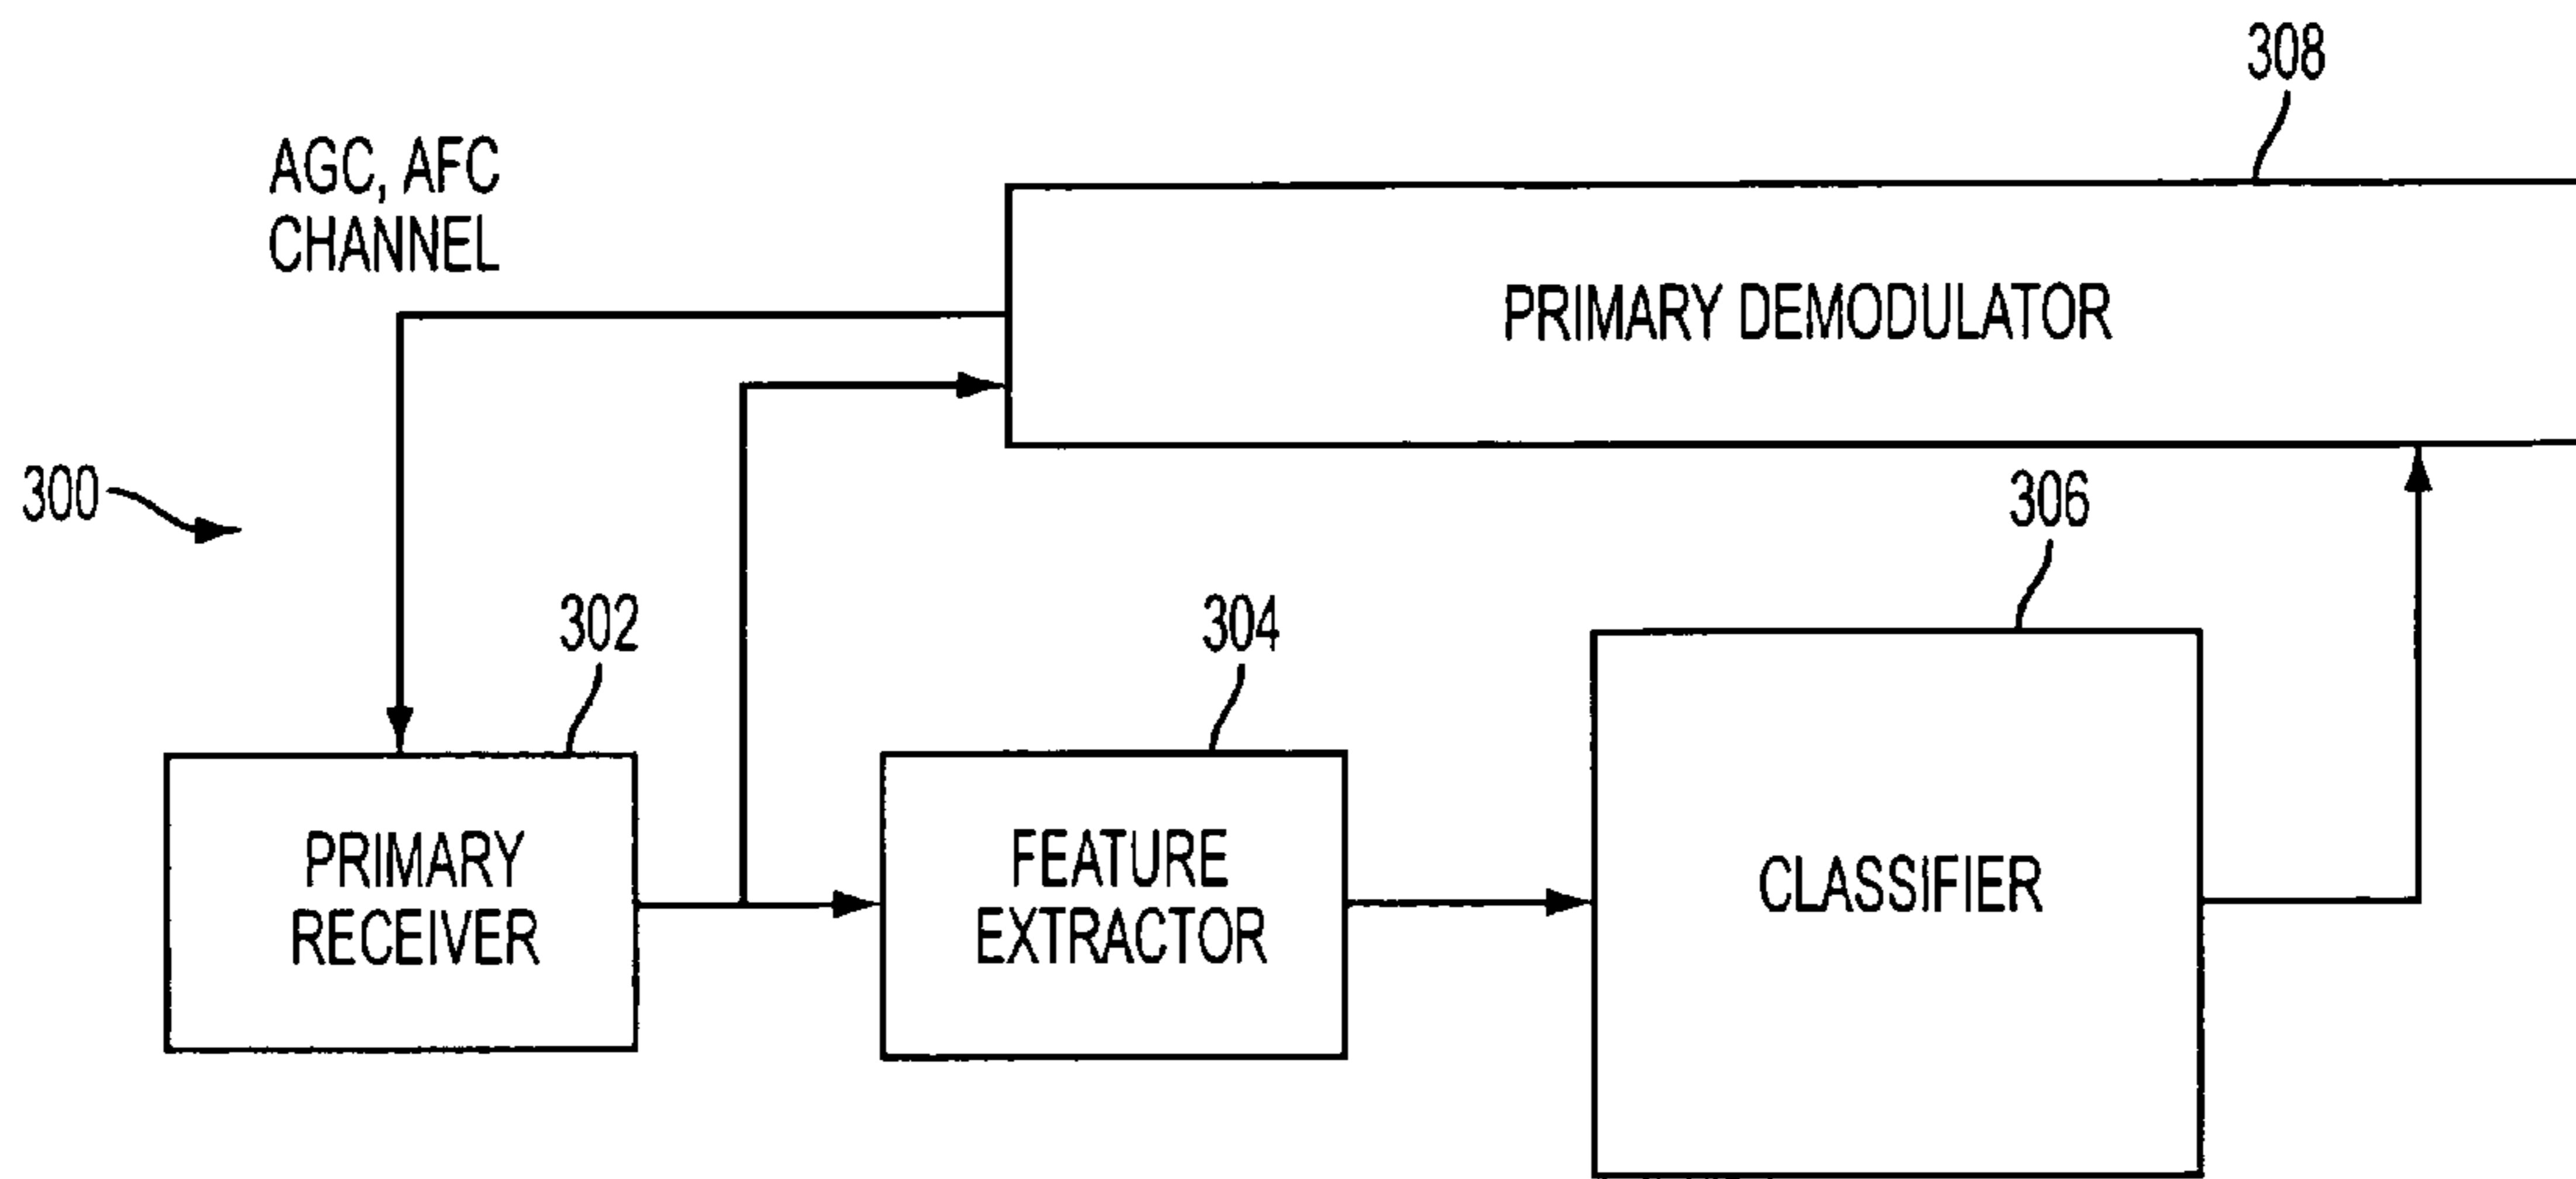 308
AGC, AFC
CHANNEL
PRIMARY DEMODULATOR
300
306
302
304
PRIMARY
RECEIVER
FEATURE
EXTRACTOR
CLASSIFIER